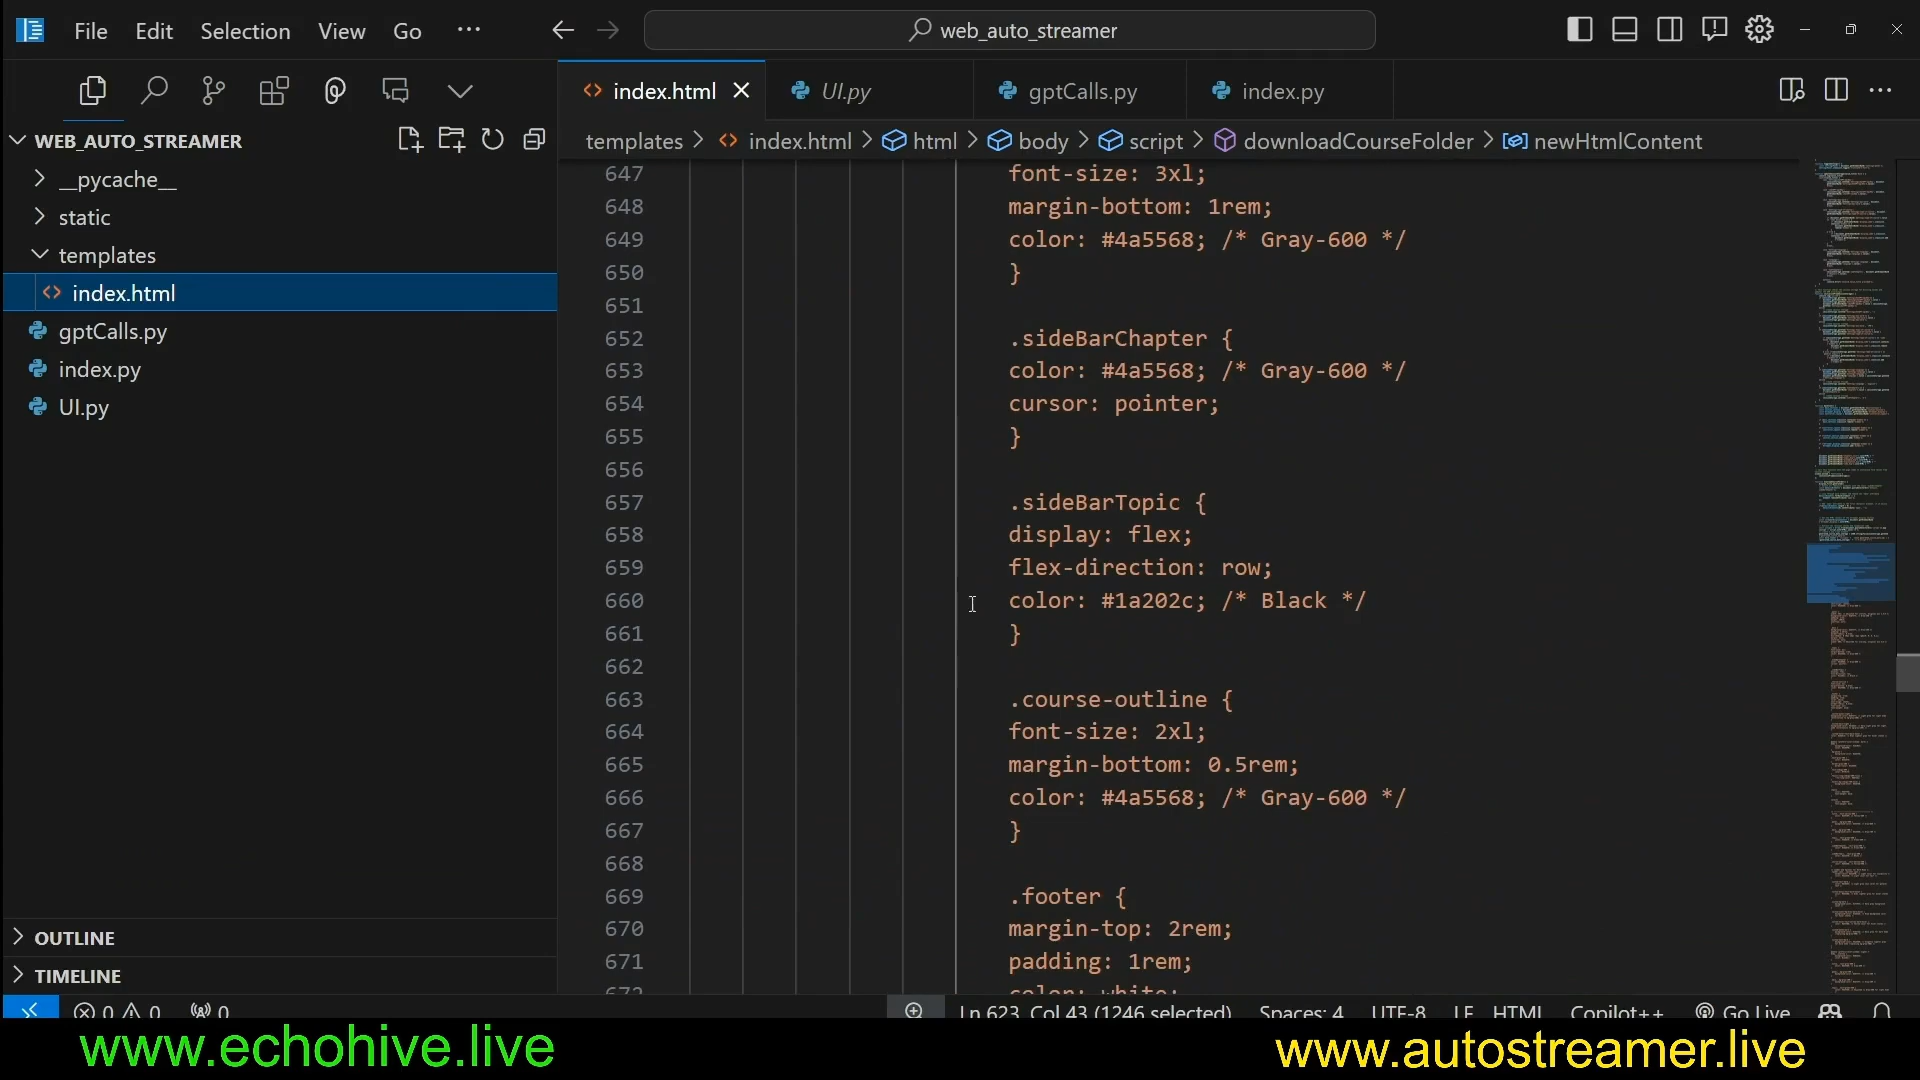 File Edit Selection View Go ··· web_auto_streamer
index.html UI.py gptCalls.py index.py
WEB_AUTO_STREAMER
templates > index.html > html > body > script > downloadCourseFolder > newHtmlContent
__pycache__
static
templates
index.html
gptCalls.py
index.py
UI.py
647 font-size: 3xl;
648 margin-bottom: 1rem;
649 color: #4a5568; /* Gray-600 */
650 }
651
652 .sideBarChapter {
653 color: #4a5568; /* Gray-600 */
654 cursor: pointer;
655 }
656
657 .sideBarTopic {
658 display: flex;
659 flex-direction: row;
660 color: #1a202c; /* Black */
661 }
662
663 .course-outline {
664 font-size: 2xl;
665 margin-bottom: 0.5rem;
666 color: #4a5568; /* Gray-600 */
667 }
668
669 .footer {
670 margin-top: 2rem;
671 padding: 1rem;
672 color: white;
OUTLINE
TIMELINE
0 0 0 Ln 623, Col 43 (1246 selected) Spaces: 4 UTF-8 LF HTML Copilot++ Go Live
www.echohive.live
www.autostreamer.live